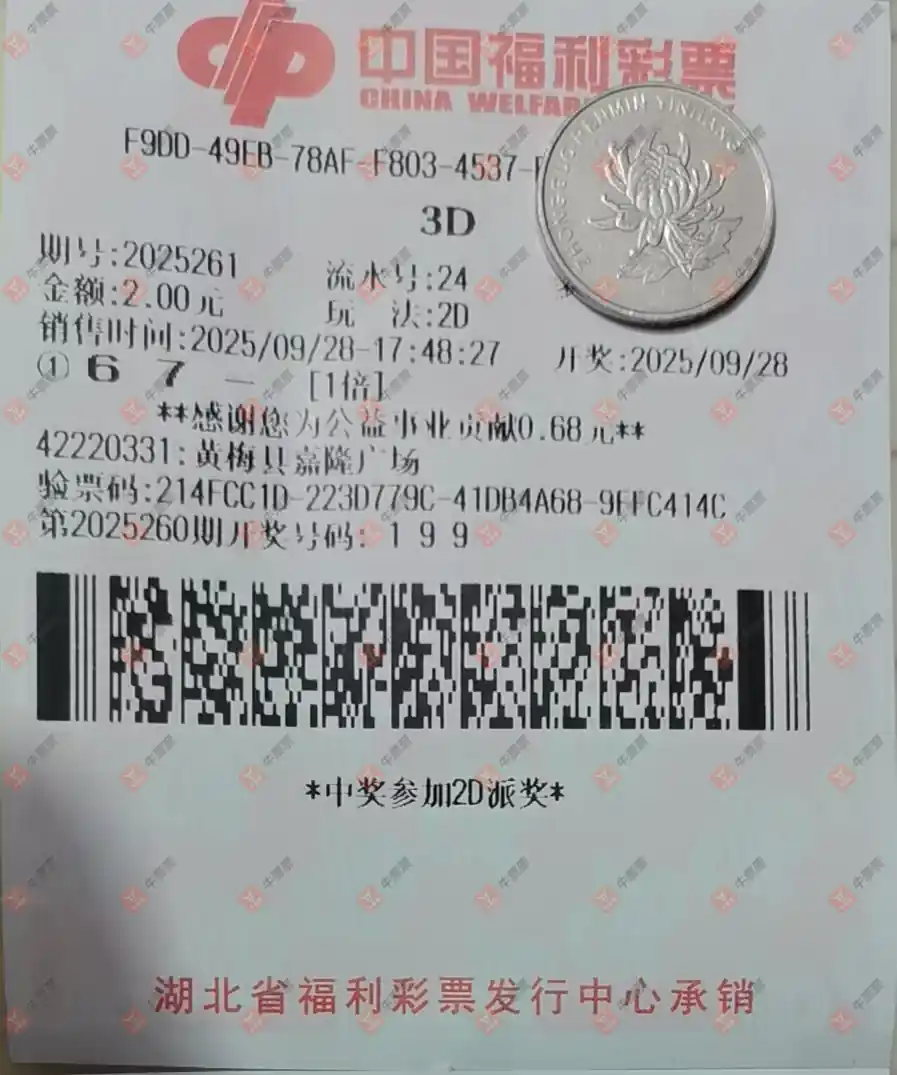 中国福利彩票
CHINA WELFAR
F9DD-49EB-78AF-F803-4537-
ZHONGGUO RENMIN YINHANG
3D
期号:2025261 流水号:24
金额:2.00元 玩 法:2D
销售时间:2025/09/28-17:48:27 开奖:2025/09/28
① 6 7 — [1倍]
**感谢您为公益事业贡献0.68元**
42220331:黄梅县嘉隆广场
验票码:214FCC1D-223D779C-41DB4A68-9FFC414C
第2025260期开奖号码: 1 9 9
*中奖参加2D派奖*
湖北省福利彩票发行中心承销